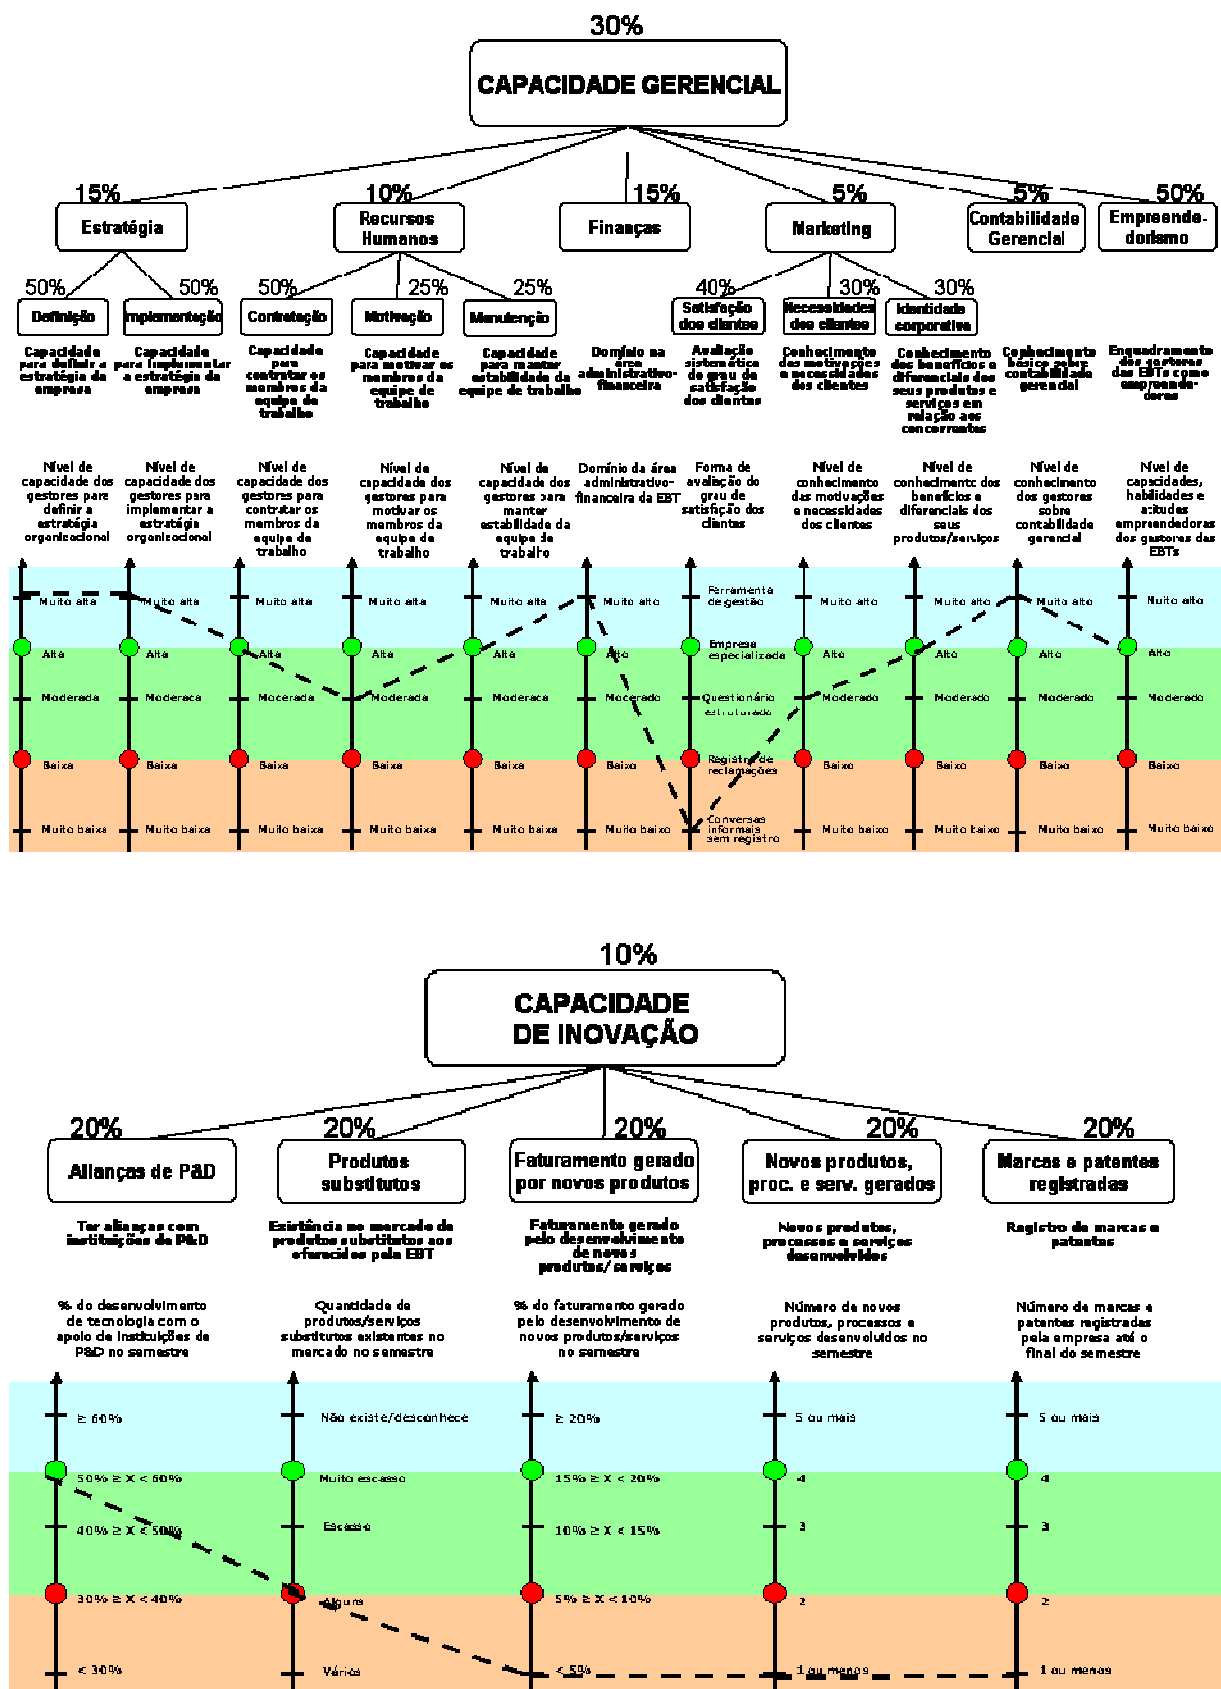 30%
CAPACIDADE GERENCIAL
15%
10%
15%
5%
5%
50%
Estratégia
Recursos
Humanos
Finanças
Marketing
Contabilidade
Gerencial
Empreende-
dorismo
50%
50%
50%
25%
25%
40%
30%
30%
Definição
Implementação
Contratação
Motivação
Manutenção
Satisfação
dos clientes
Necessidades
dos clientes
Identidade
corporativa
Capacidade
para definir a
estratégia da
empresa
Capacidade
para implementar
a estratégia da
empresa
Capacidade
para
contratar os
membros da
equipe de
trabalho
Capacidade
para motivar os
membros da
equipe de
trabalho
Capacidade
para manter
estabilidade da
equipe de trabalho
Domínio na
área
administrativo-
financeira
Avaliação
sistemática
do grau de
satisfação
dos clientes
Conhecimento
das motivações
e necessidades
dos clientes
Conhecimento
dos benefícios e
diferenciais dos
seus produtos e
serviços em
relação aos
concorrentes
Conhecimento
básico sobre
contabilidade
gerencial
Enquadramento
dos gestores
das EBTs como
empreende-
dores
Nível de
capacidade dos
gestores para
definir a
estratégia
organizacional
Nível de
capacidade dos
gestores para
implementar a
estratégia
organizacional
Nível de
capacidade dos
gestores para
contratar os
membros da
equipe de
trabalho
Nível de
capacidade dos
gestores para
motivar os
membros da
equipe de
trabalho
Nível de
capacidade dos
gestores para
manter
estabilidade da
equipe de
trabalho
Domínio da área
administrativo-
financeira da EBT
Forma de
avaliação do
grau de
satisfação dos
clientes
Nível de
conhecimento
das motivações
e necessidades
dos clientes
Nível de
conhecimento dos
benefícios e
diferenciais dos
seus
produtos/serviços
Nível de
conhecimento
dos gestores
sobre
contabilidade
gerencial
Nível de
capacidades,
habilidades e
atitudes
empreendedoras
dos gestores das
EBTs
Muito alta
Muito alta
Muito alta
Muito alta
Muito alta
Muito alto
Ferramenta
de gestão
Muito alto
Muito alto
Muito alto
Muito alto
Alta
Alta
Alta
Alta
Alta
Alto
Empresa
especializada
Alto
Alto
Alto
Alto
Moderada
Moderada
Moderada
Moderada
Moderada
Moderado
Questionário
estruturado
Moderado
Moderado
Moderado
Moderado
Baixa
Baixa
Baixa
Baixa
Baixa
Baixo
Registro de
reclamações
Baixo
Baixo
Baixo
Baixo
Muito baixa
Muito baixa
Muito baixa
Muito baixa
Muito baixa
Muito baixo
Conversas
informais
sem registro
Muito baixo
Muito baixo
Muito baixo
Muito baixo
10%
CAPACIDADE
DE INOVAÇÃO
20%
20%
20%
20%
20%
Alianças de P&D
Produtos
substitutos
Faturamento gerado
por novos produtos
Novos produtos,
proc. e serv. gerados
Marcas e patentes
registradas
Ter alianças com
instituições de P&D
Existência no mercado de
produtos substitutos aos
oferecidos pela EBT
Faturamento gerado
pelo desenvolvimento
de novos
produtos/serviços
Novos produtos,
processos e serviços
desenvolvidos
Registro de marcas e
patentes
% do desenvolvimento
de tecnologia com o
apoio de instituições de
P&D no semestre
Quantidade de
produtos/serviços
substitutos existentes no
mercado no semestre
% do faturamento gerado
pelo desenvolvimento de
novos produtos/serviços
no semestre
Número de novos
produtos, processos e
serviços desenvolvidos no
semestre
Número de marcas e
patentes registradas
pela empresa até o
final do semestre
≥ 60%
Não existe/desconhece
≥ 20%
5 ou mais
5 ou mais
50% ≥ X < 60%
Muito escasso
15% ≥ X < 20%
4
4
40% ≥ X < 50%
Escasso
10% ≥ X < 15%
3
3
30% ≥ X < 40%
Alguns
5% ≥ X < 10%
2
2
< 30%
Vários
< 5%
1 ou menos
1 ou menos